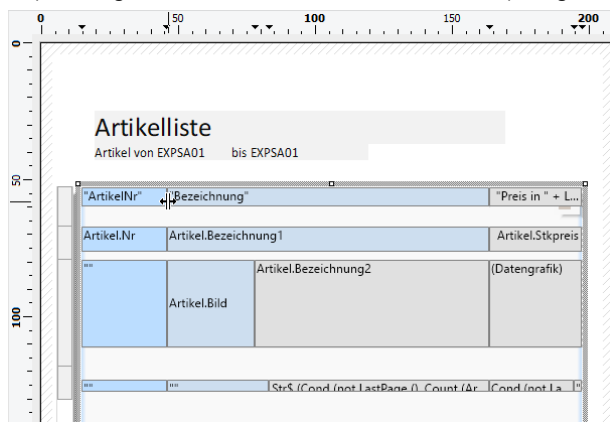 0 50 100 150 200
0
Artikelliste
Artikel von EXPSA01 bis EXPSA01
50
"ArtikelNr" "Bezeichnung" "Preis in " + L...
Artikel.Nr Artikel.Bezeichnung1 Artikel.Stkpreis
"" Artikel.Bezeichnung2 (Datengrafik)
Artikel.Bild
100
"" "" Str$ (Cond (not LastPage (), Count (Ar Cond (not La "